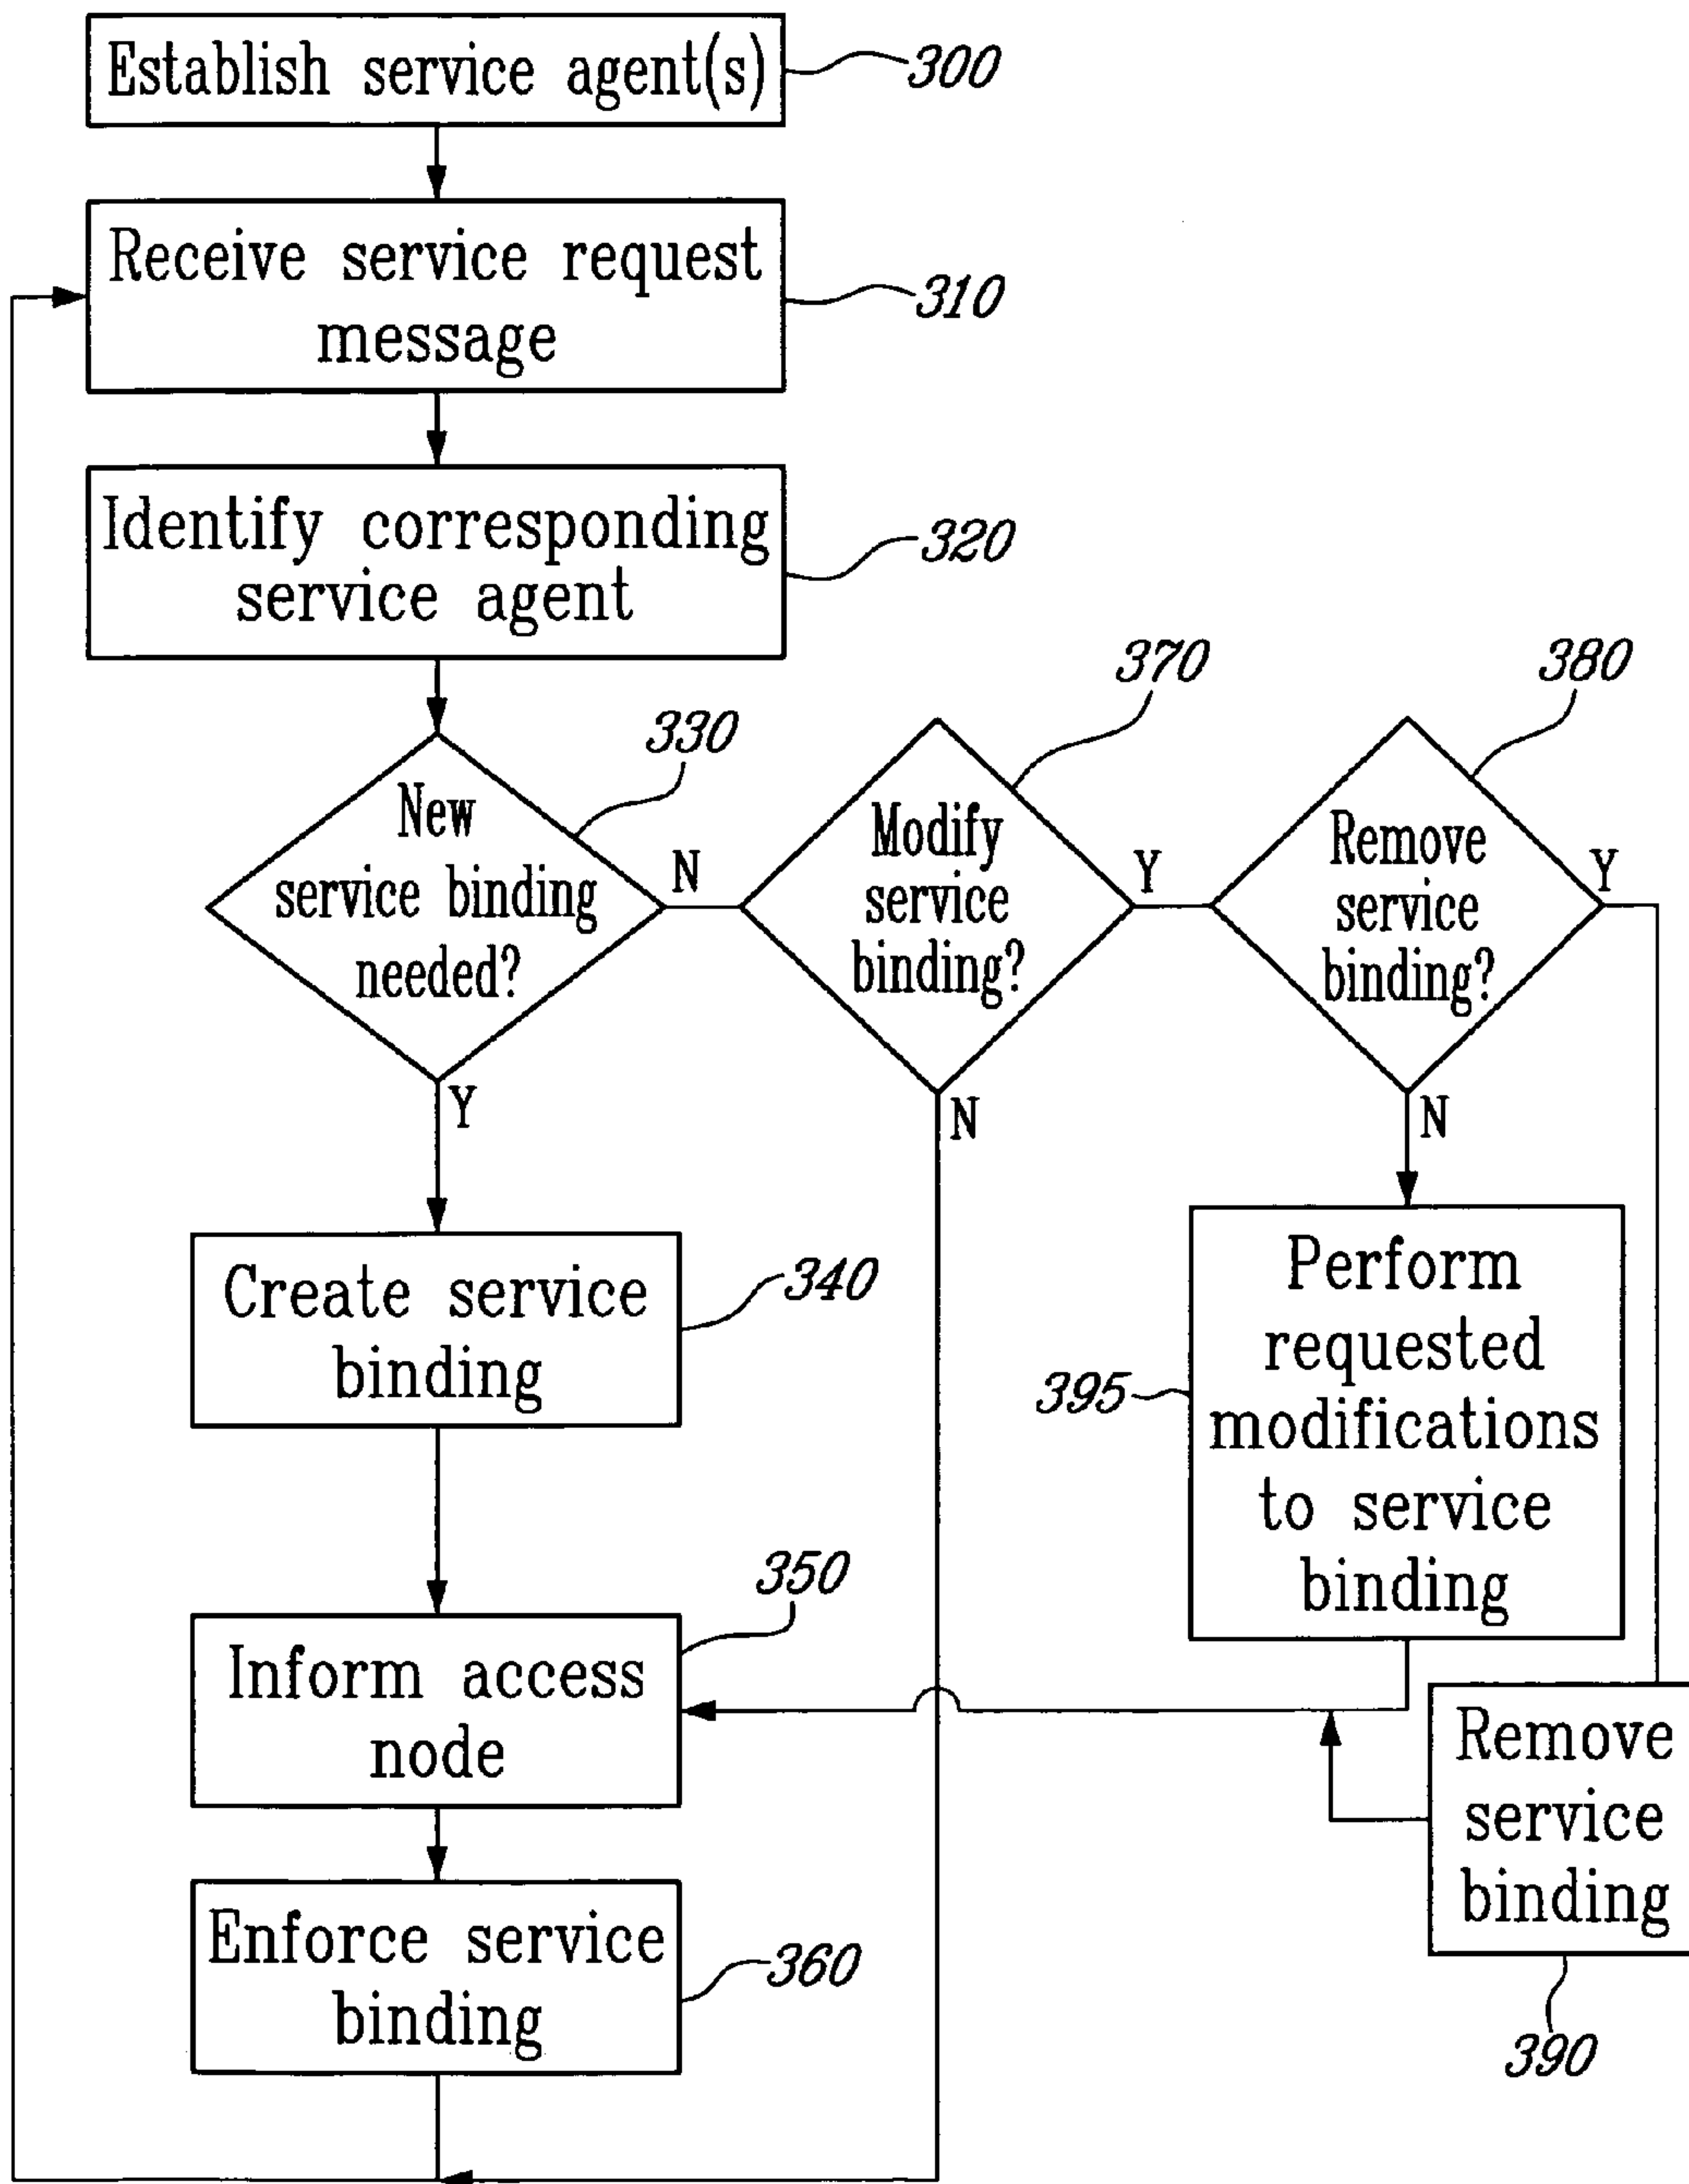 Establish service agent(s)
300
Receive service request
message
310
Identify corresponding
service agent
320
New
service binding
needed?
330
N
Y
Modify
service
binding?
370
Y
N
Remove
service
binding?
380
Y
N
Create service
binding
340
Perform
requested
modifications
to service
binding
395
Inform access
node
350
Remove
service
binding
390
Enforce service
binding
360